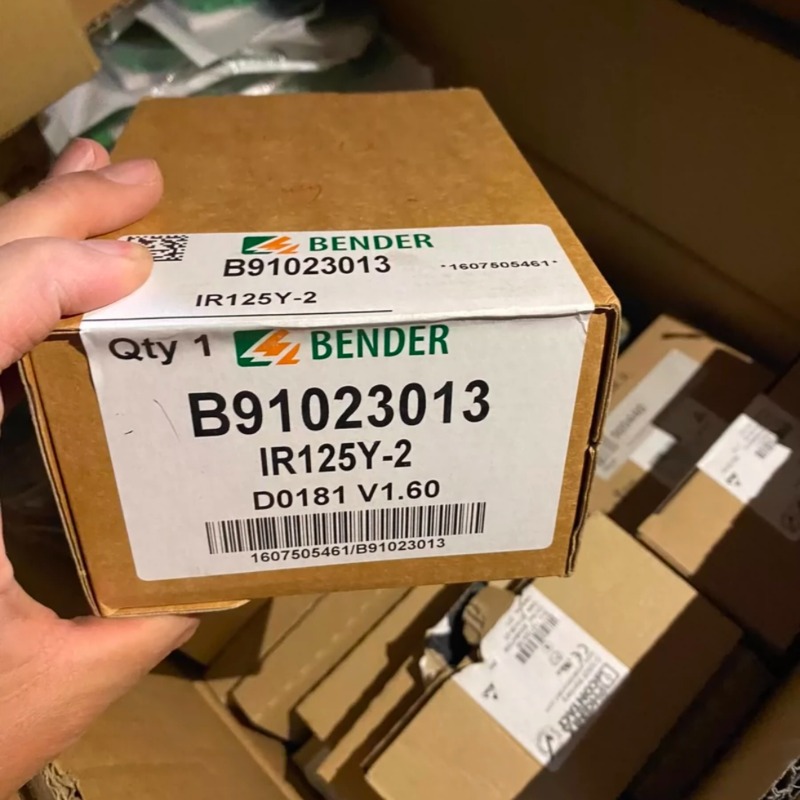 BENDER
B91023013
*1607505461*
IR125Y-2
Qty 1 BENDER
B91023013
IR125Y-2
D0181 V1.60
1607505461/B91023013